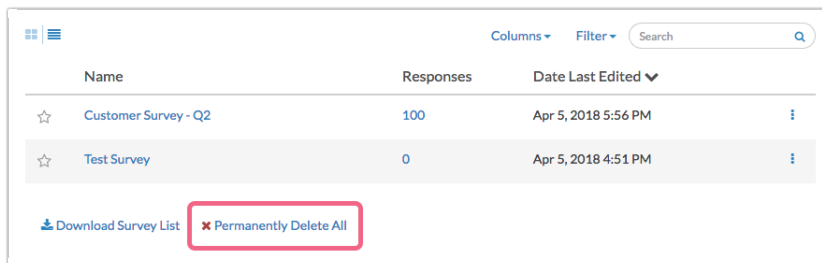 Columns Filter Search
Name Responses Date Last Edited
Customer Survey - Q2 100 Apr 5, 2018 5:56 PM
Test Survey 0 Apr 5, 2018 4:51 PM
Download Survey List Permanently Delete All